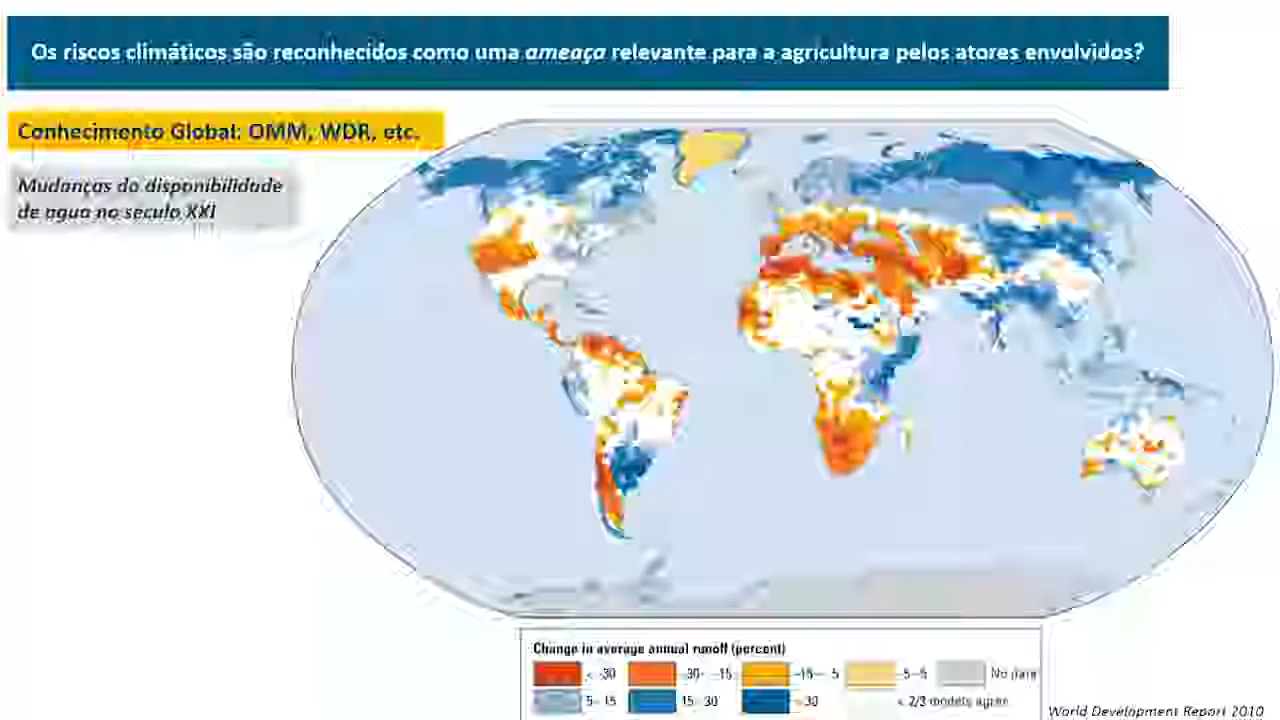 Os riscos climáticos são reconhecidos como uma ameaça relevante para a agricultura pelos atores envolvidos?
Conhecimento Global: OMM, WDR, etc.
Mudanças da disponibilidade
de agua no seculo XXI
Change in average annual runoff (percent)
< -30 -30- -15 -15- -5 -5-5 No data
5-15 15-30 >30 < 2/3 models agree
World Development Report 2010